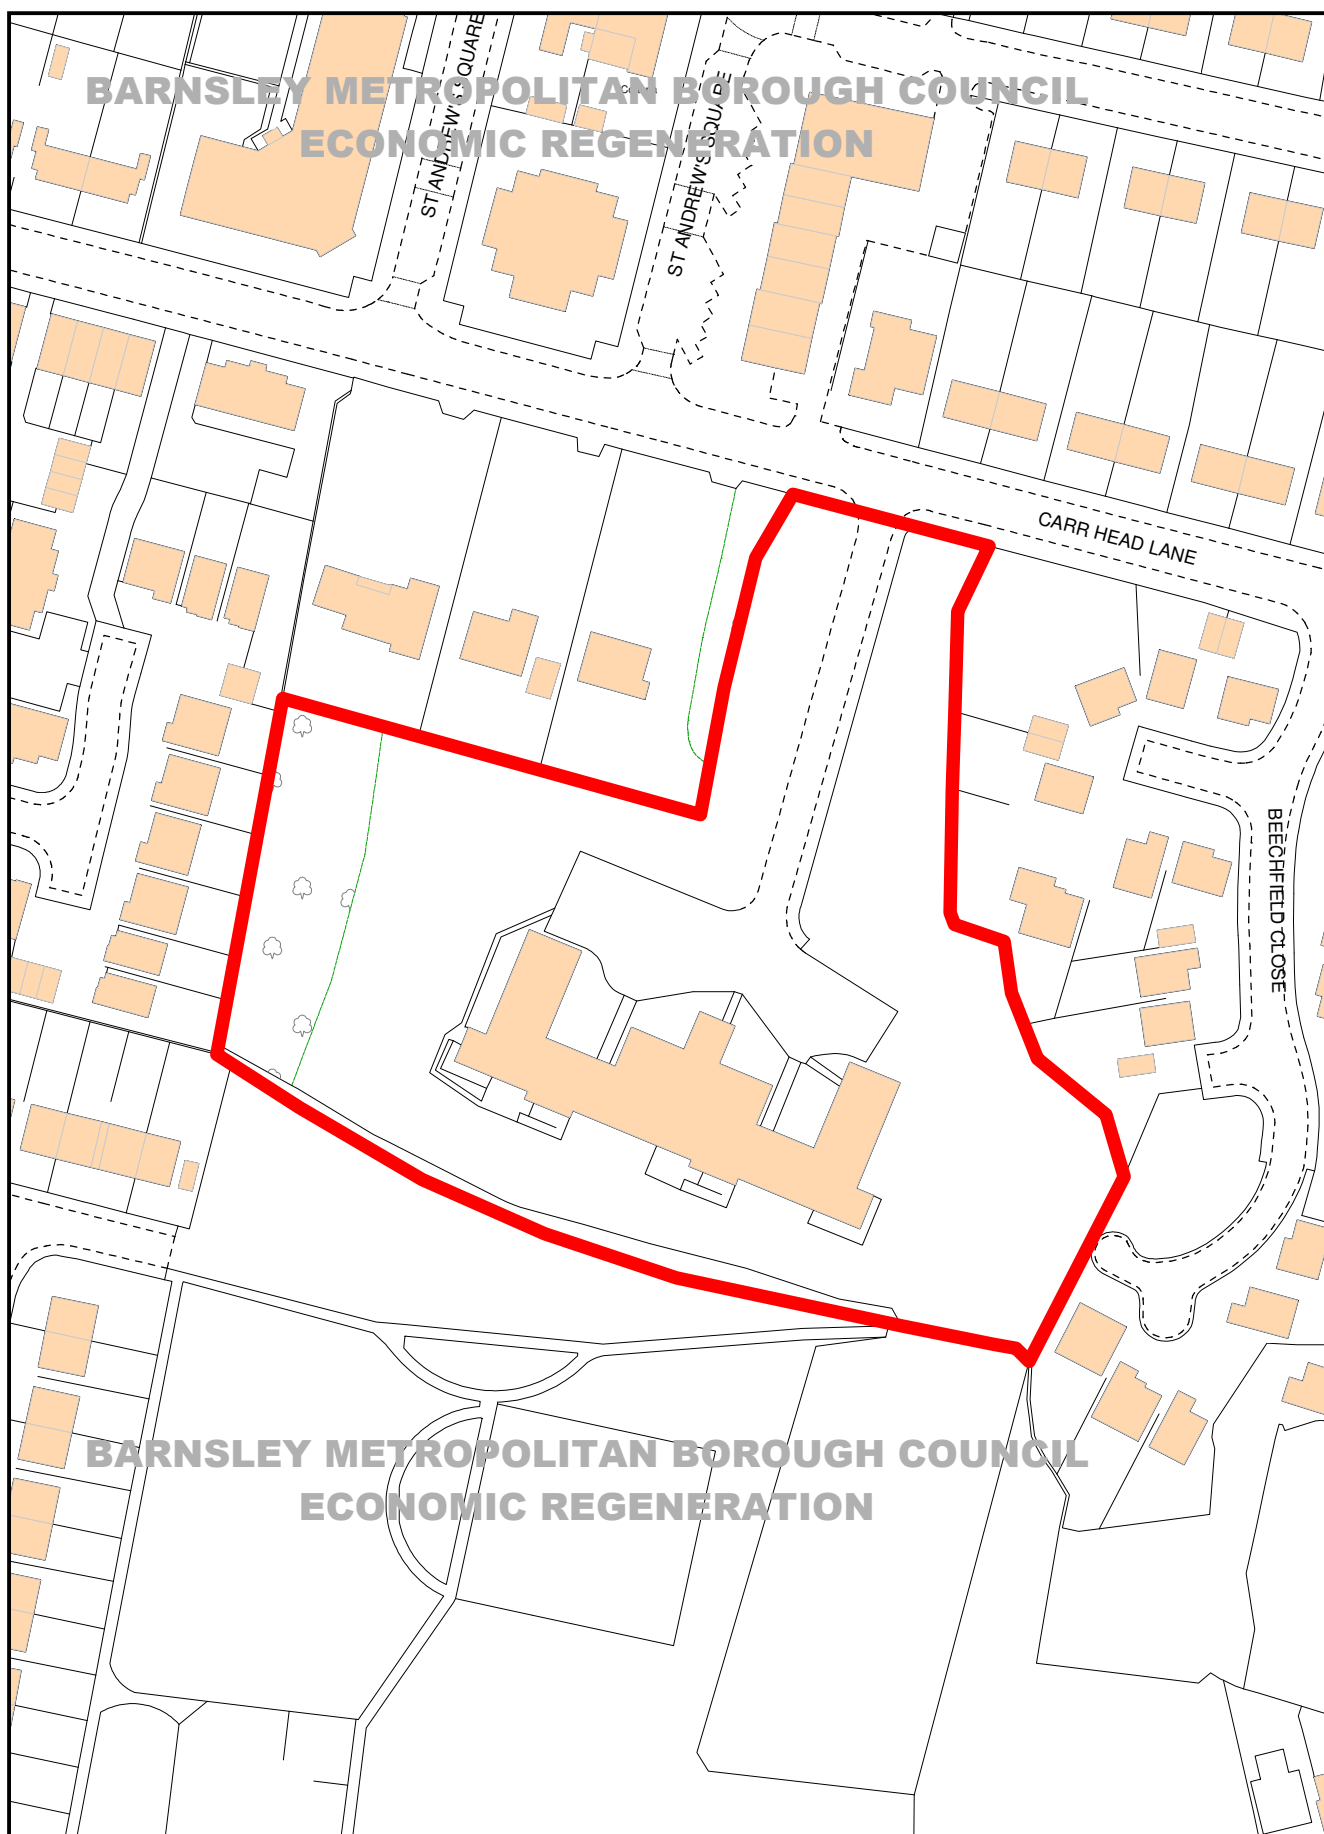 BARNSLEY METROPOLITAN BOROUGH COUNCIL
ECONOMIC REGENERATION
ST ANDREW'S SQUARE
ST ANDREW'S SQUARE
CARR HEAD LANE
BEECHFIELD CLOSE
BARNSLEY METROPOLITAN BOROUGH COUNCIL
ECONOMIC REGENERATION